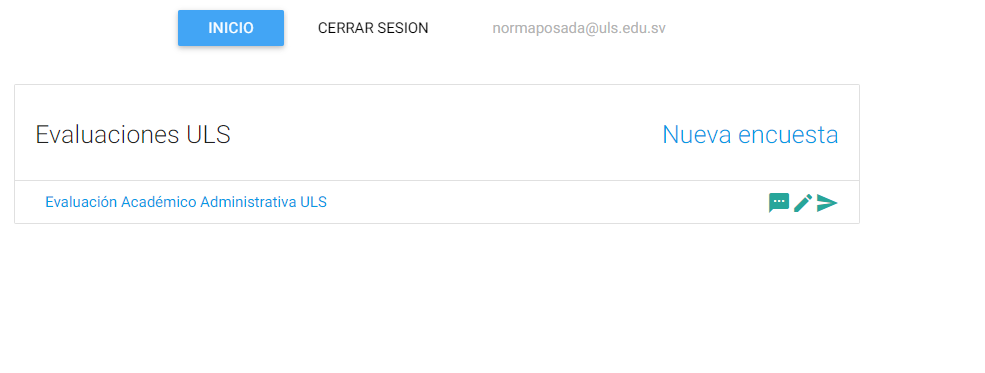 INICIO CERRAR SESION normaposada@uls.edu.sv
Evaluaciones ULS Nueva encuesta
Evaluación Académico Administrativa ULS